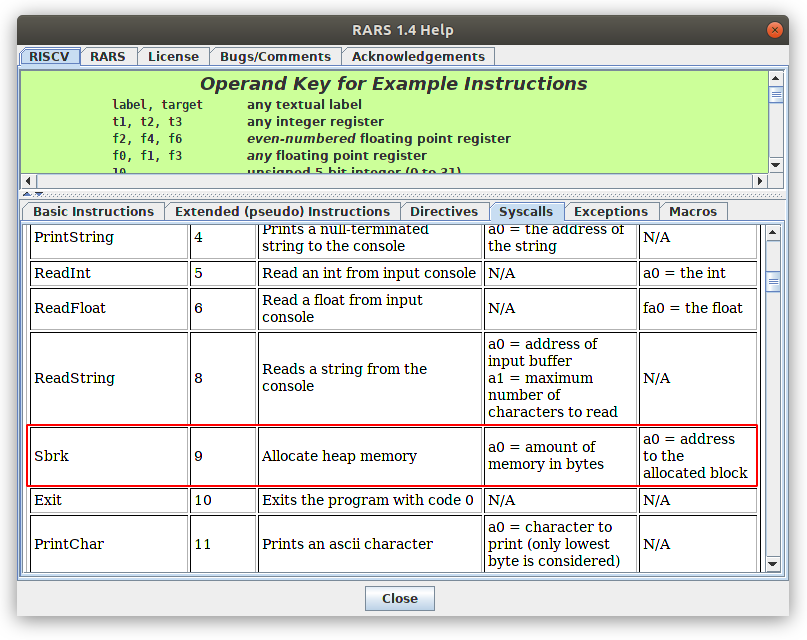 RARS 1.4 Help
RISCV RARS License Bugs/Comments Acknowledgements
Operand Key for Example Instructions
label, target any textual label
t1, t2, t3 any integer register
f2, f4, f6 even-numbered floating point register
f0, f1, f3 any floating point register
10 unsigned 5-bit integer (0 to 31)
Basic Instructions Extended (pseudo) Instructions Directives Syscalls Exceptions Macros
PrintString 4 Prints a null-terminated
string to the console a0 = the address of
the string N/A
ReadInt 5 Read an int from input console N/A a0 = the int
ReadFloat 6 Read a float from input
console N/A fa0 = the float
ReadString 8 Reads a string from the
console a0 = address of
input buffer
a1 = maximum
number of
characters to read N/A
Sbrk 9 Allocate heap memory a0 = amount of
memory in bytes a0 = address
to the
allocated block
Exit 10 Exits the program with code 0 N/A N/A
PrintChar 11 Prints an ascii character a0 = character to
print (only lowest
byte is considered) N/A
Close